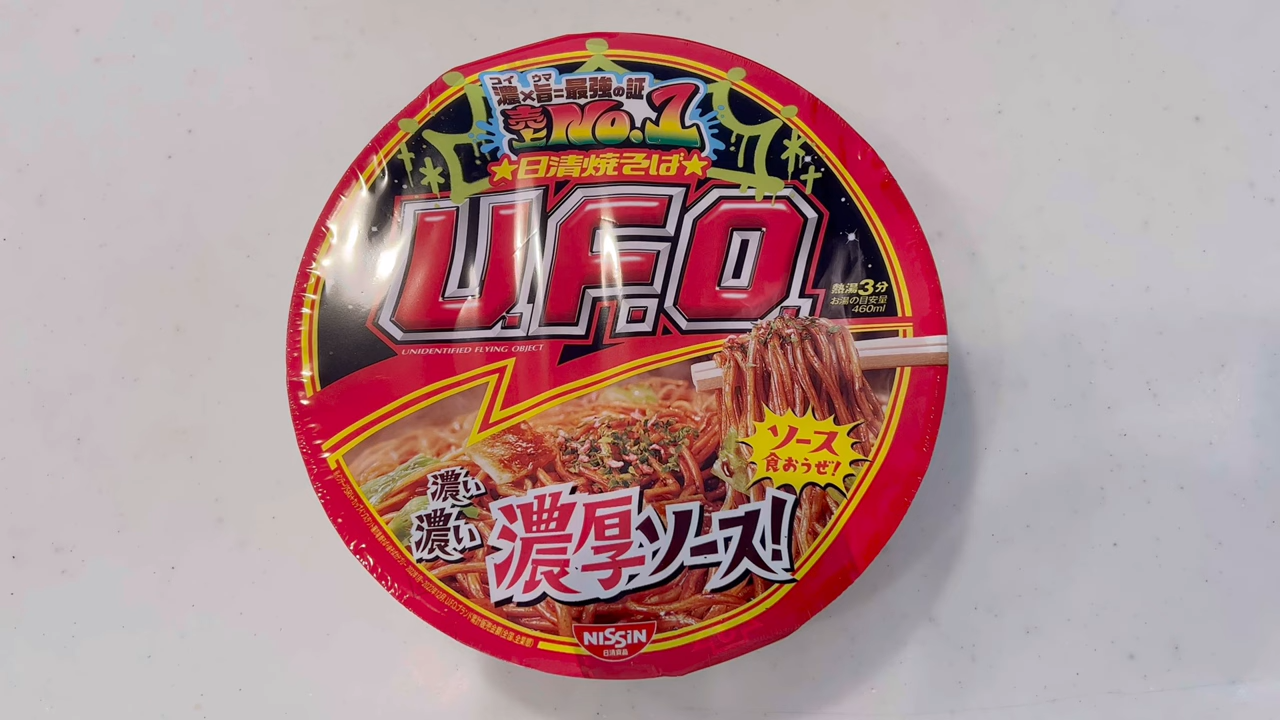 コイ ウマ
濃×旨=最強の証
売上No.1
★日清焼そば★
U.F.O.
UNIDENTIFIED FLYING OBJECT
熱湯3分
お湯の目安量
460ml
ソース
食おうぜ!
濃い
濃い
濃厚ソース!
NISSIN
日清食品